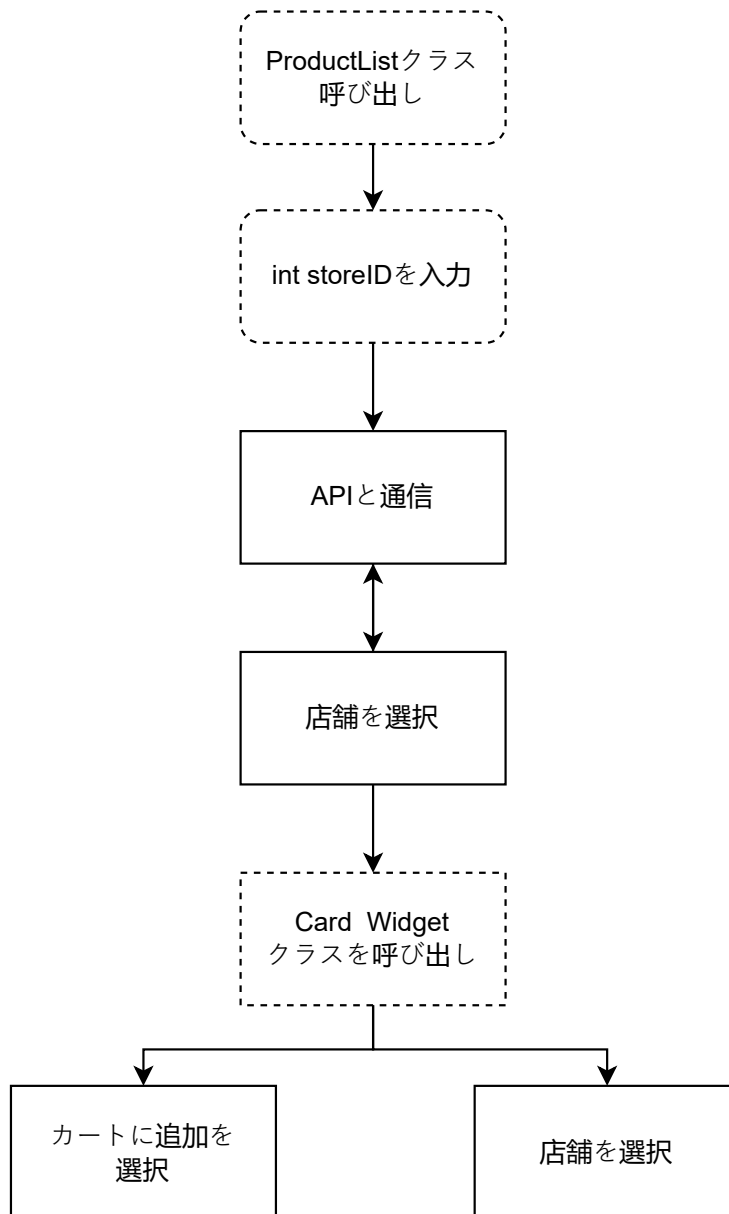 ProductListクラス
呼び出し
int storeIDを入力
APIと通信
店舗を選択
Card Widget
クラスを呼び出し
カートに追加を
選択
店舗を選択